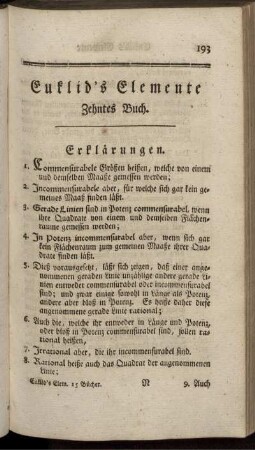 193
Euklid's Elemente
Zehntes Buch.
Erklärungen.
1. Commensurabele Größen heißen, welche von einem
und demselben Maaße gemessen werden;
2. Incommensurabele aber, für welche sich gar kein ge-
meines Maaß finden läßt.
3. Gerade Linien sind in Potenz commensurabel, wenn
ihre Quadrate von einem und demselben Flächen-
raume gemessen werden;
4. In Potenz incommensurabel aber, wenn sich gar
kein Flächenraum zum gemeinen Maaße ihrer Qua-
drate finden läßt.
5. Dieß vorausgesetzt, läßt sich zeigen, daß einer ange-
nommenen geraden Linie unzählige andere gerade Linien
entweder commensurabel oder incommensurabel
sind; und zwar einige sowohl in Länge als Potenz,
andere aber bloß in Potenz. Es heiße daher diese
angenommene gerade Linie rational;
6. Auch die, welche ihr entweder in Länge und Potenz,
oder bloß in Potenz commensurabel sind, sollen ra-
tional heißen,
7. Irrational aber, die ihr incommensurabel sind.
8. Rational heiße auch das Quadrat der angenommenen
Linie;
Euklid's Elem. 15 Bücher. N 9. Auch